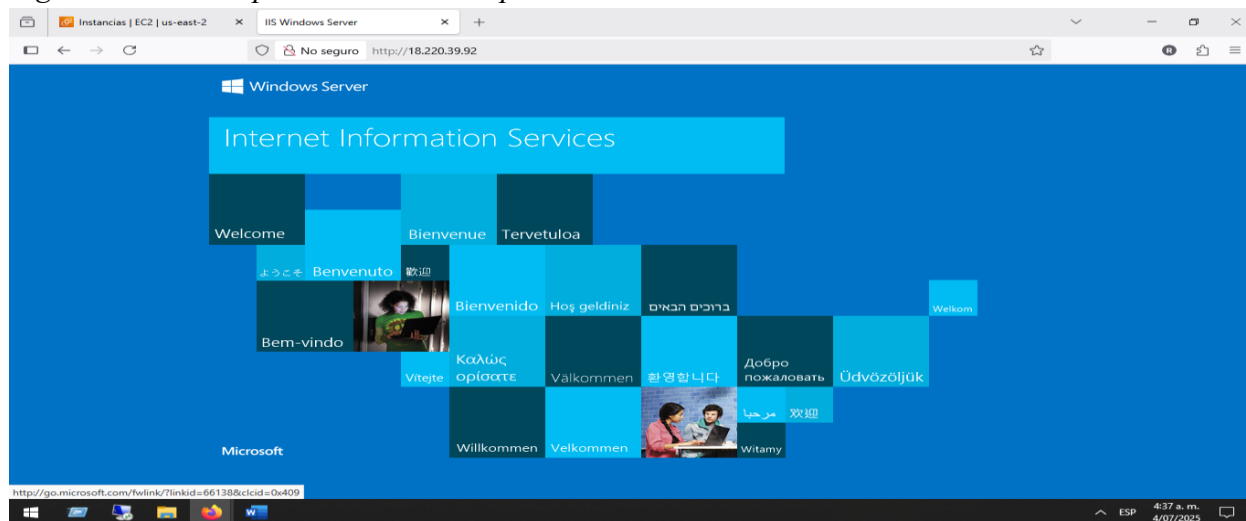 Instancias | EC2 | us-east-2
IIS Windows Server
No seguro http://18.220.39.92
Windows Server
Internet Information Services
Welcome
Bienvenue
Tervetuloa
ようこそ
Benvenuto
歡迎
Bienvenido
Hoş geldiniz
ברוכים הבאים
Welkom
Bem-vindo
Vítejte
Καλώς
ορίσατε
Välkommen
환영합니다
Добро
пожаловать
Üdvözöljük
مرحبا
欢迎
Microsoft
Willkommen
Velkommen
Witamy
http://go.microsoft.com/fwlink/?linkid=66138&clcid=0x409
ESP
4:37 a. m.
4/07/2025